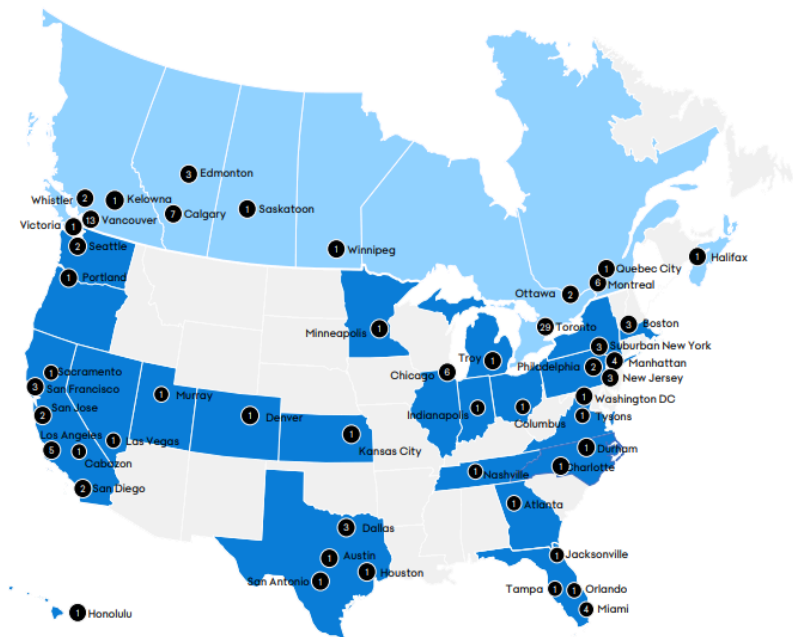 3 Edmonton
Whistler 2
1 Kelowna
7 Calgary
1 Saskatoon
13 Vancouver
Victoria 1
2 Seattle
1 Winnipeg
1 Halifax
1 Quebec City
6 Montreal
Ottawa 2
1 Portland
29 Toronto
3 Boston
Minneapolis 1
3 Suburban New York
Troy 1
4 Manhattan
Philadelphia 2
Chicago 6
3 New Jersey
1 Sacramento
3 San Francisco
1 Murray
1 Washington DC
2 San Jose
1 Denver
Indianapolis 1
1 Columbus
1 Tysons
Los Angeles 5
1 Las Vegas
1 Kansas City
1 Durham
1 Cabazon
1 Charlotte
1 Nashville
2 San Diego
1 Atlanta
3 Dallas
1 Austin
1 Jacksonville
1 Houston
San Antonio 1
Tampa 1
1 Orlando
4 Miami
1 Honolulu